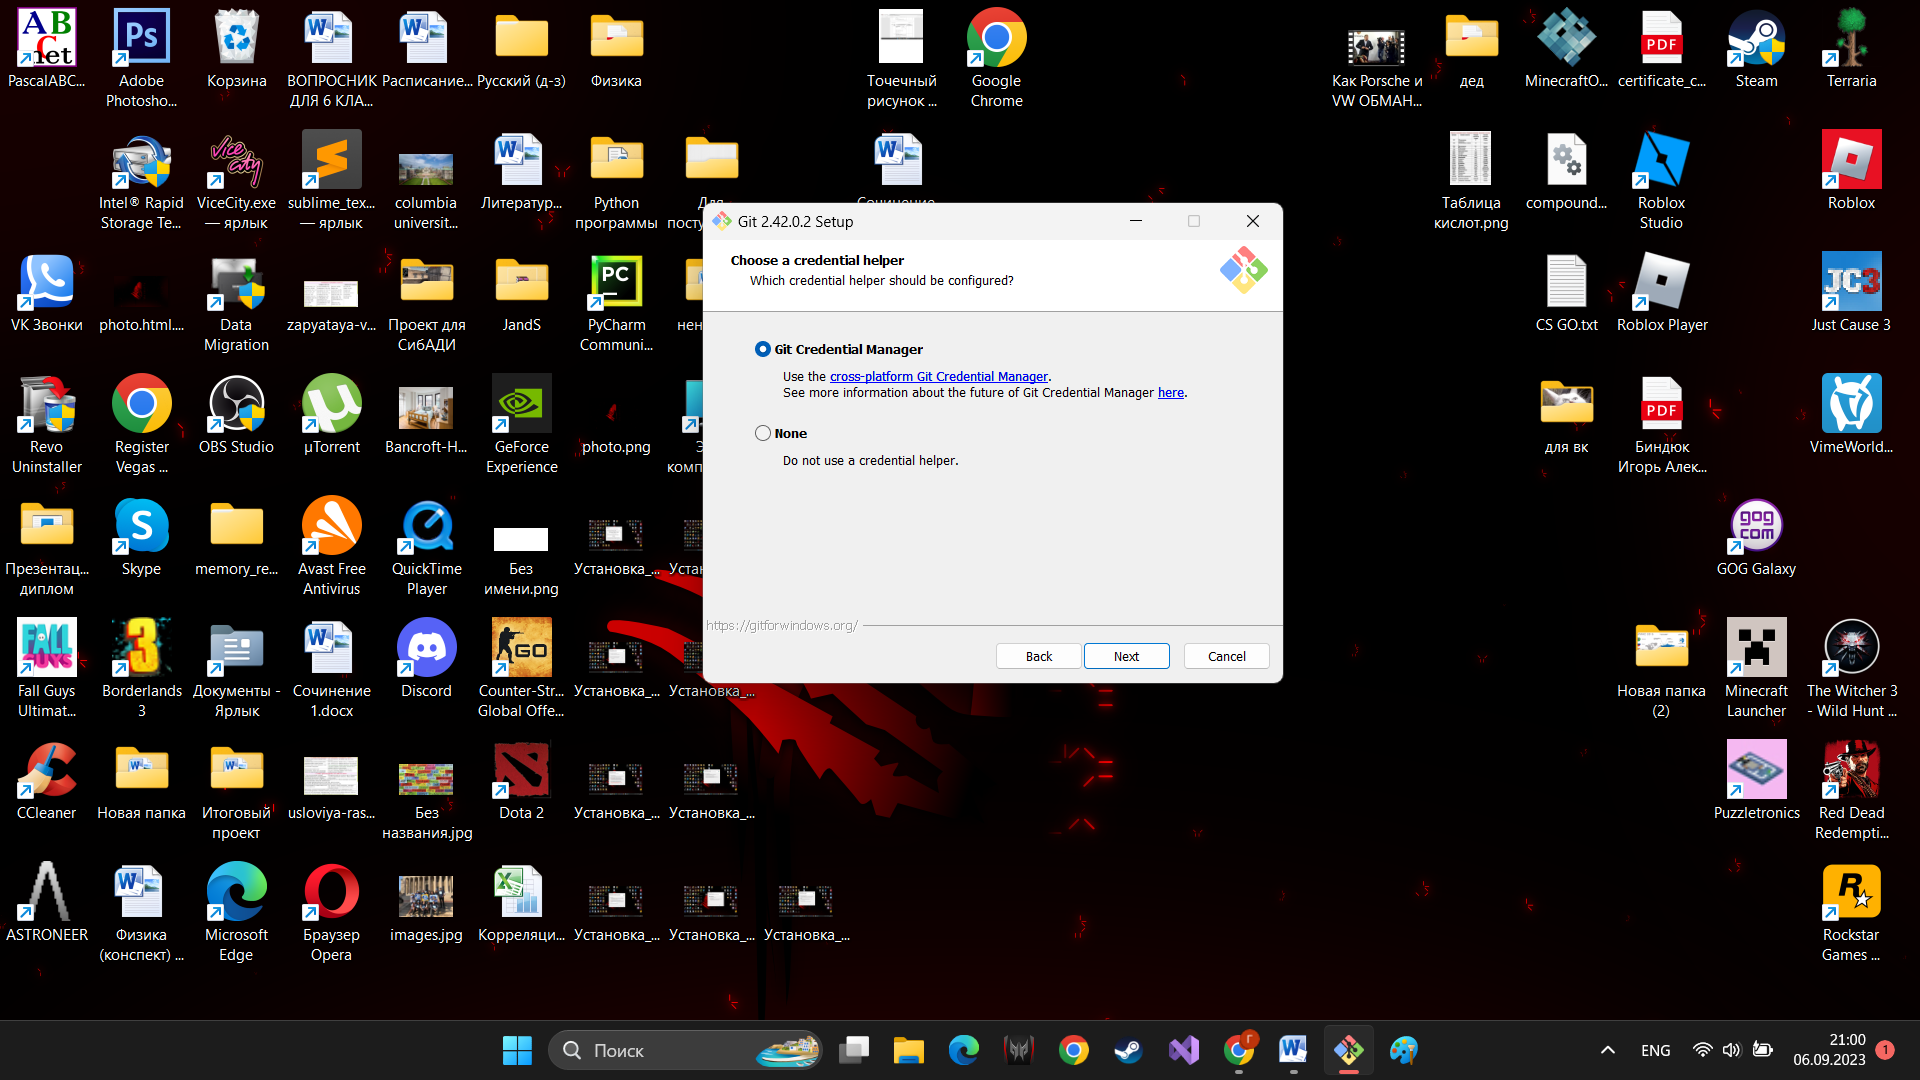 PascalABC...
Adobe
Photosho...
Корзина
ВОПРОСНИК
ДЛЯ 6 КЛА...
Расписание...
Русский (д-з)
Физика
Точечный
рисунок ...
Google
Chrome
Как Porsche и
VW ОБМАН...
дед
MinecraftO...
certificate_c...
Steam
Terraria
Intel® Rapid
Storage Te...
ViceCity.exe
— ярлык
sublime_tex...
— ярлык
columbia
universit...
Литератур...
Python
программы
Для
Сочинение
Таблица
кислот.png
compound...
Roblox
Studio
Roblox
Git 2.42.0.2 Setup
Choose a credential helper
Which credential helper should be configured?
Git Credential Manager
Use the cross-platform Git Credential Manager.
See more information about the future of Git Credential Manager here.
None
Do not use a credential helper.
https://gitforwindows.org/
Back
Next
Cancel
VK Звонки
photo.html....
Data
Migration
zapyataya-v...
Проект для
СибАДИ
JandS
PyCharm
Communi...
CS GO.txt
Roblox Player
Just Cause 3
Revo
Uninstaller
Register
Vegas ...
OBS Studio
µTorrent
Bancroft-H...
GeForce
Experience
photo.png
для вк
Биндюк
Игорь Алек...
VimeWorld...
Презентац...
диплом
Skype
memory_re...
Avast Free
Antivirus
QuickTime
Player
Без
имени.png
Установка_...
GOG Galaxy
Fall Guys
Ultimat...
Borderlands
3
Документы -
Ярлык
Сочинение
1.docx
Discord
Counter-Str...
Global Offe...
Установка_...
Установка_...
Новая папка
(2)
Minecraft
Launcher
The Witcher 3
- Wild Hunt ...
CCleaner
Новая папка
Итоговый
проект
usloviya-ras...
Без
названия.jpg
Dota 2
Установка_...
Установка_...
Puzzletronics
Red Dead
Redempti...
ASTRONEER
Физика
(конспект) ...
Microsoft
Edge
Браузер
Opera
images.jpg
Корреляци...
Установка_...
Установка_...
Установка_...
Rockstar
Games ...
Поиск
ENG
21:00
06.09.2023
1